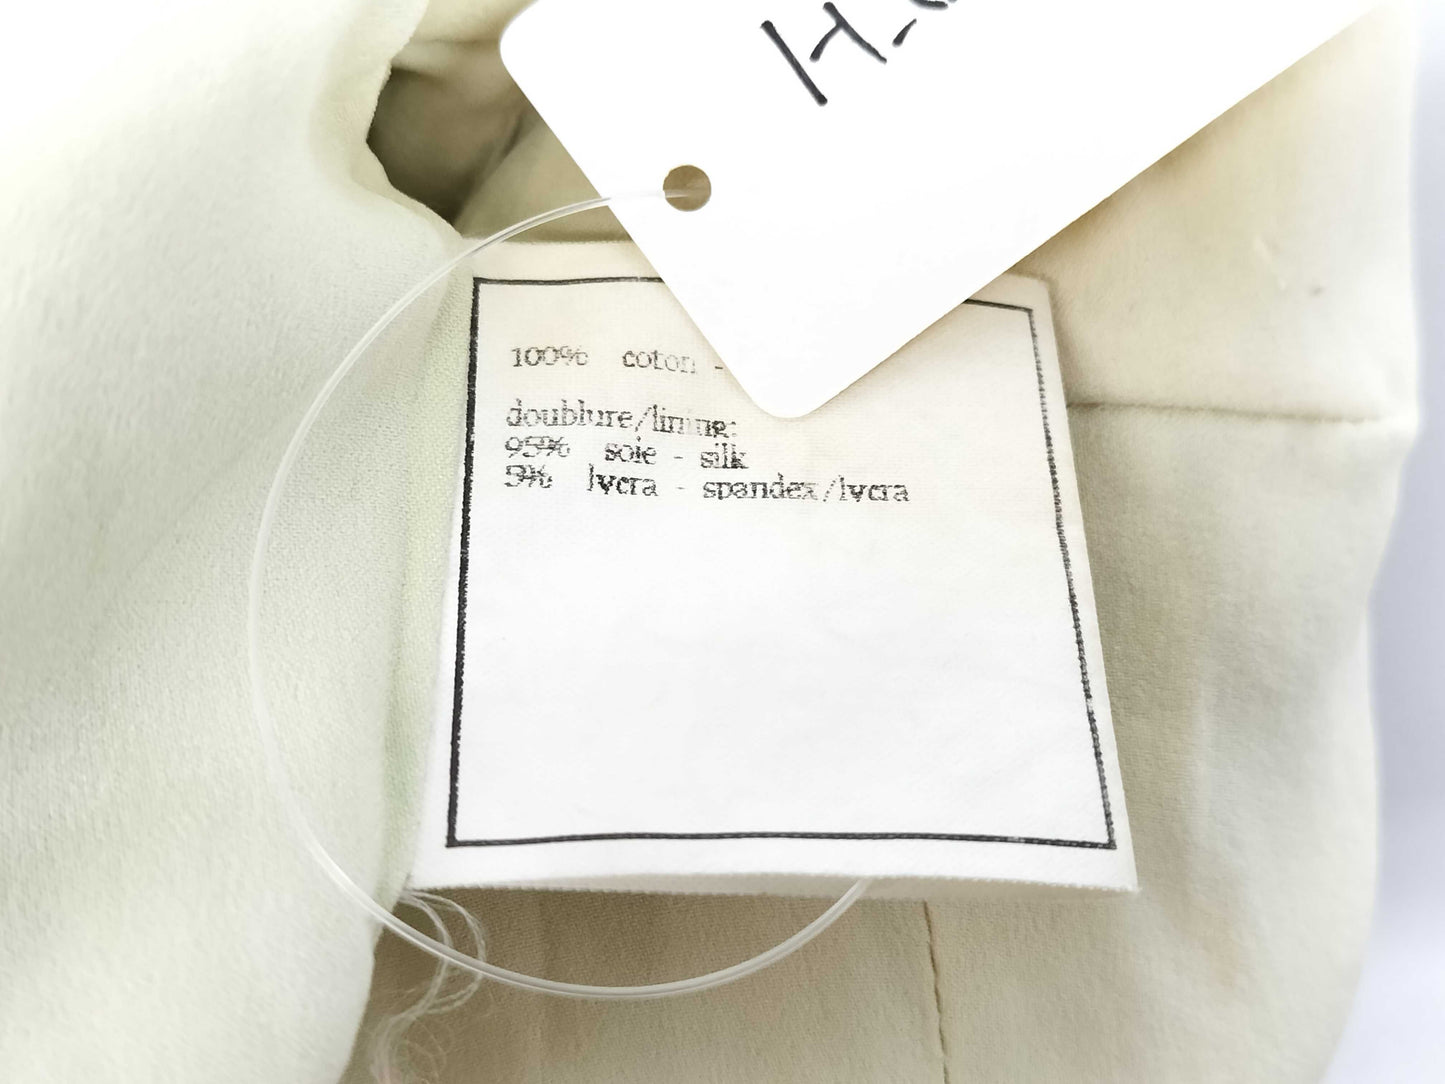 H
100% coton -
doublure/lining:
95% soie - silk
5% lycra - spandex/lycra